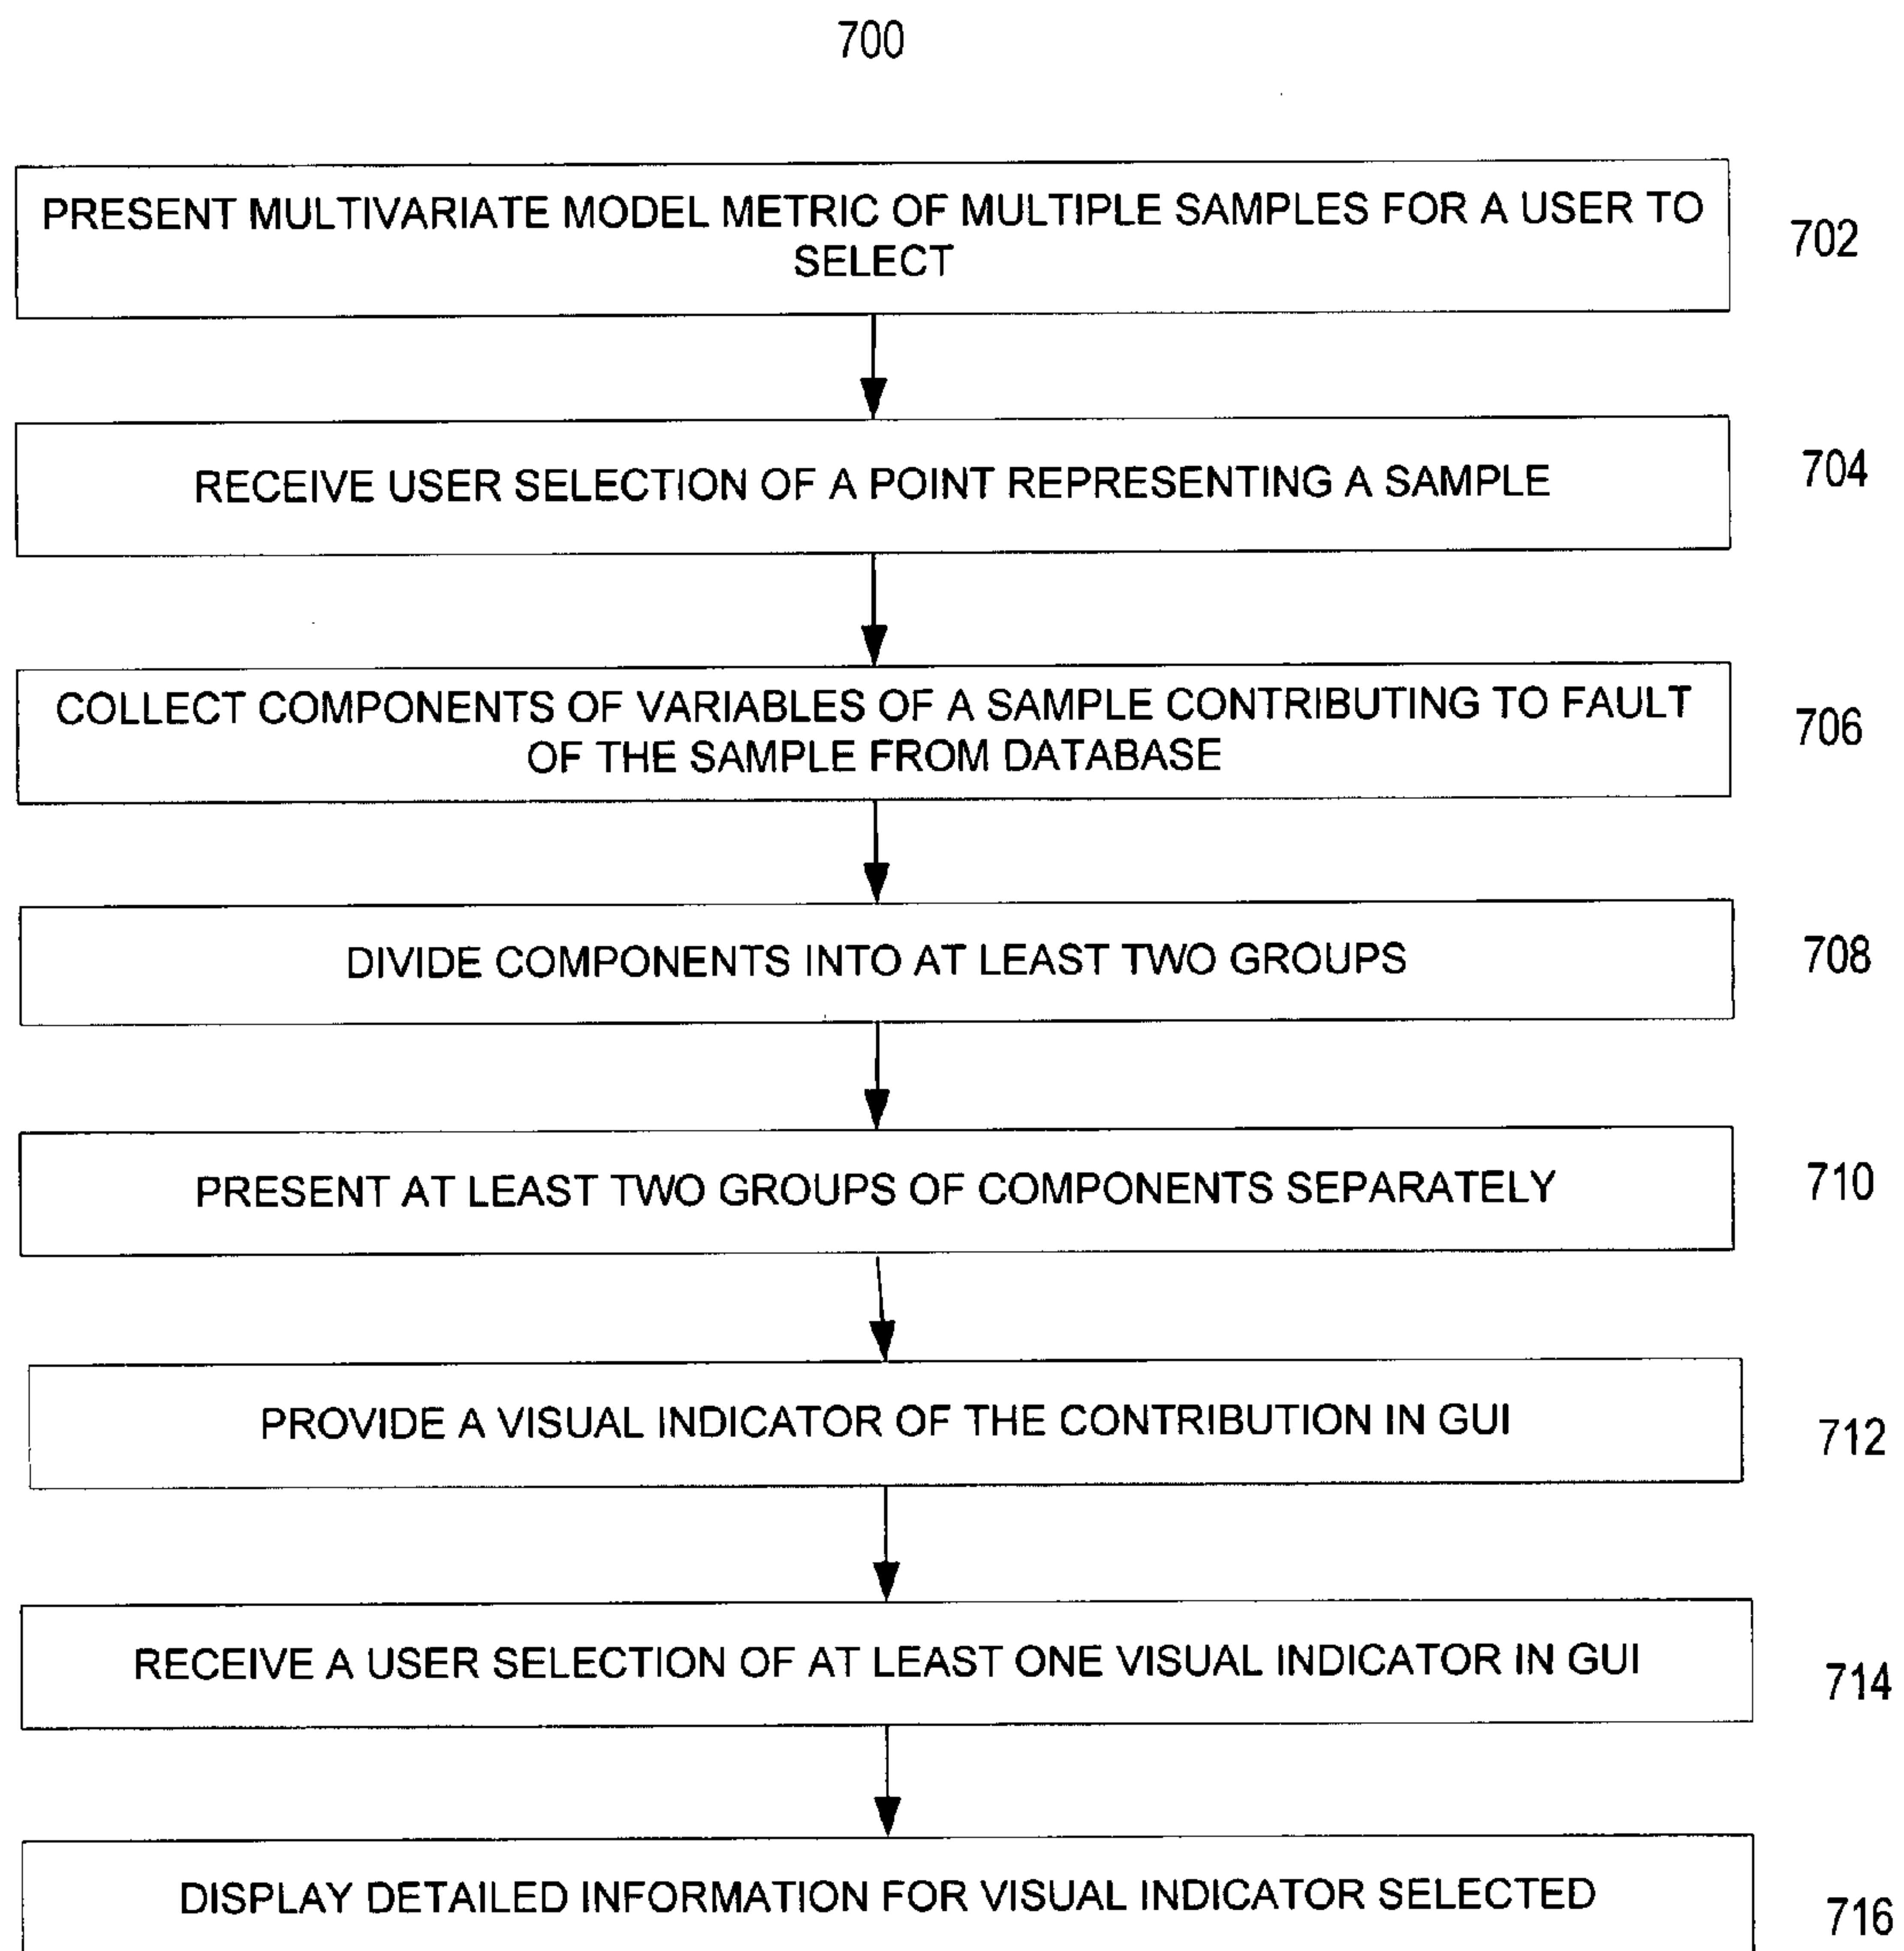 700
PRESENT MULTIVARIATE MODEL METRIC OF MULTIPLE SAMPLES FOR A USER TO
SELECT
702
RECEIVE USER SELECTION OF A POINT REPRESENTING A SAMPLE
704
COLLECT COMPONENTS OF VARIABLES OF A SAMPLE CONTRIBUTING TO FAULT
OF THE SAMPLE FROM DATABASE
706
DIVIDE COMPONENTS INTO AT LEAST TWO GROUPS
708
PRESENT AT LEAST TWO GROUPS OF COMPONENTS SEPARATELY
710
PROVIDE A VISUAL INDICATOR OF THE CONTRIBUTION IN GUI
712
RECEIVE A USER SELECTION OF AT LEAST ONE VISUAL INDICATOR IN GUI
714
DISPLAY DETAILED INFORMATION FOR VISUAL INDICATOR SELECTED
716